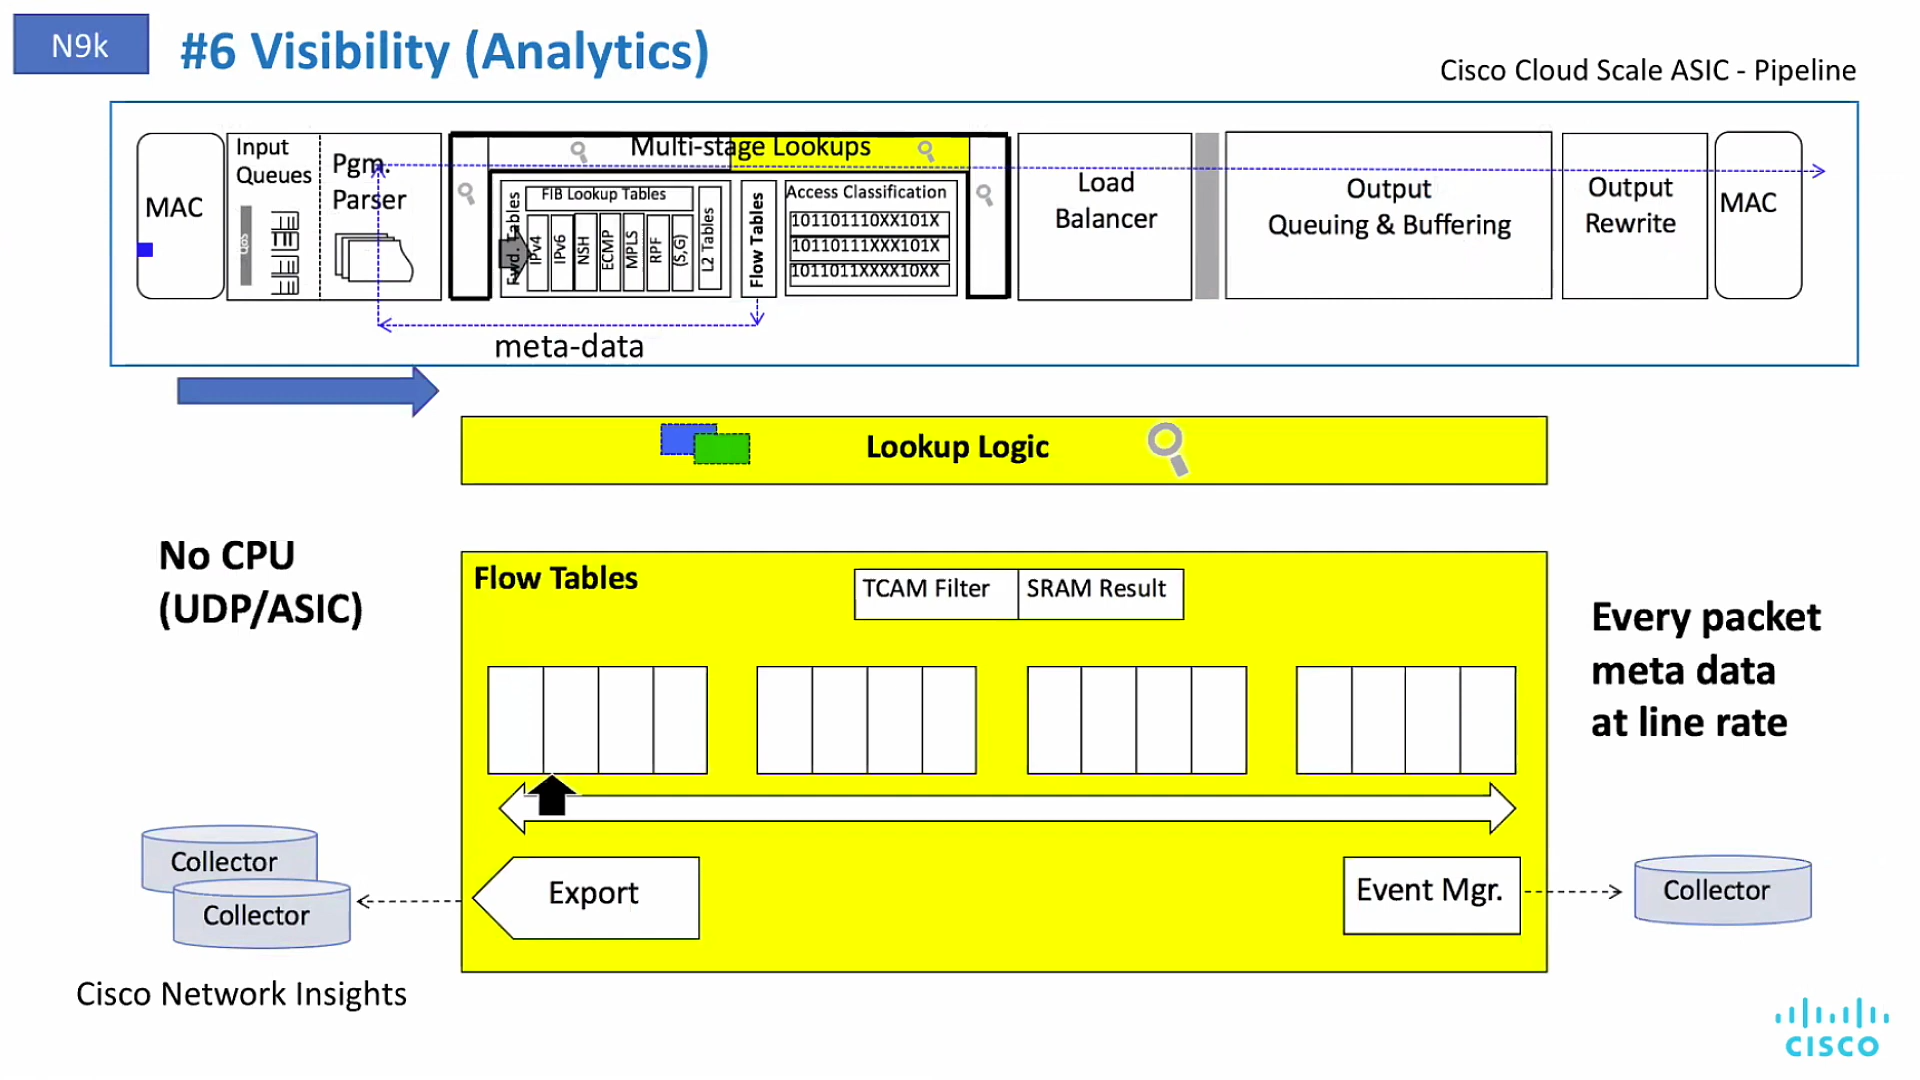 N9k
#6 Visibility (Analytics)
Cisco Cloud Scale ASIC - Pipeline
MAC
Input
Queues
QoS
Pgm.
Parser
Multi-stage Lookups
Fwd. Tables
FIB Lookup Tables
IPv4
IPv6
NSH
ECMP
MPLS
RPF
(S,G)
L2 Tables
Flow Tables
Access Classification
101101110XX101X
10110111XXX101X
1011011XXXX10XX
Load
Balancer
Output
Queuing & Buffering
Output
Rewrite
MAC
meta-data
Lookup Logic
No CPU
(UDP/ASIC)
Flow Tables
TCAM Filter
SRAM Result
Every packet
meta data
at line rate
Export
Event Mgr.
Collector
Collector
Collector
Cisco Network Insights
CISCO